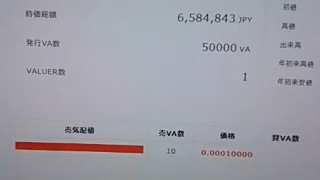 時価総額 6,584,843 JPY 初値
高値
発行VA数 50000 VA 出来高
年初来高値
VALUER数 1 年初来安値
売気配値 売VA数 価格 買VA数
10 0.00010000